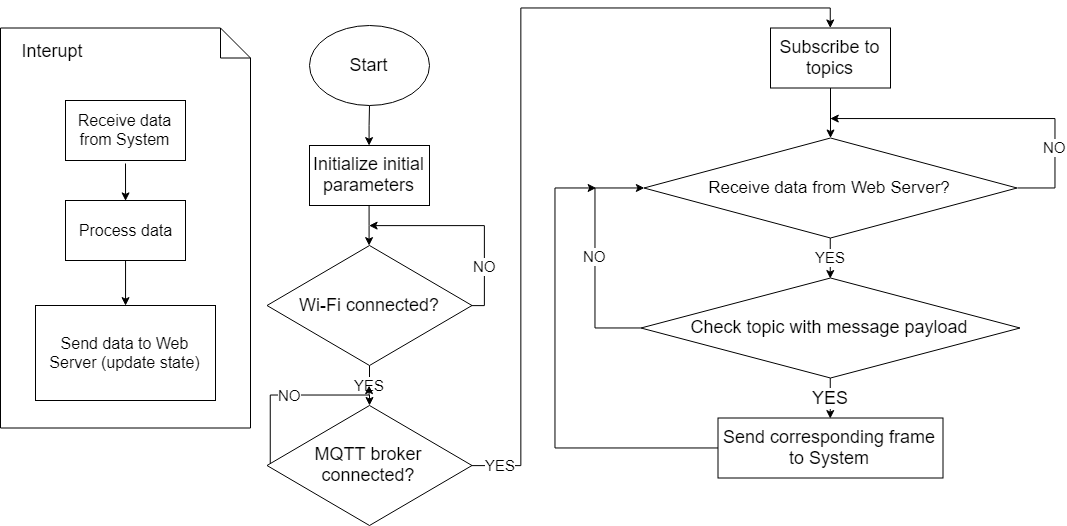 Interupt
Receive data
from System
Process data
Send data to Web
Server (update state)
Start
Initialize initial
parameters
Wi-Fi connected?
NO
YES
NO
MQTT broker
connected?
YES
Subscribe to
topics
NO
Receive data from Web Server?
YES
NO
Check topic with message payload
YES
Send corresponding frame
to System